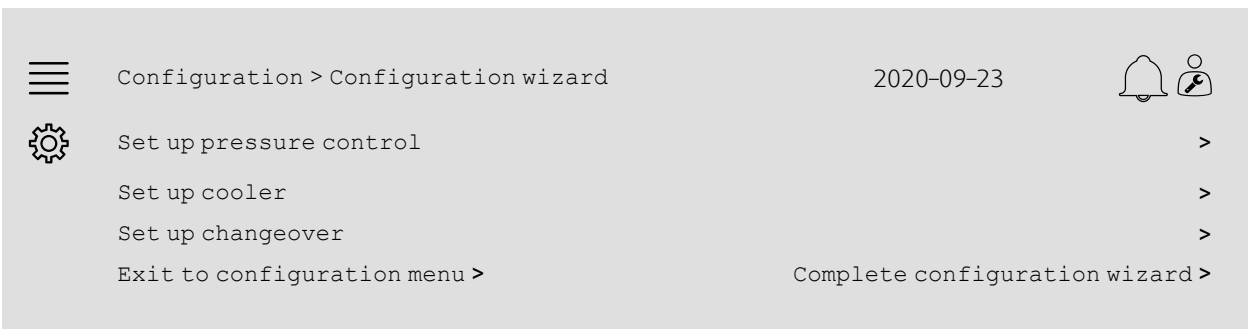 Configuration > Configuration wizard 2020-09-23
Set up pressure control >
Set up cooler >
Set up changeover >
Exit to configuration menu > Complete configuration wizard >